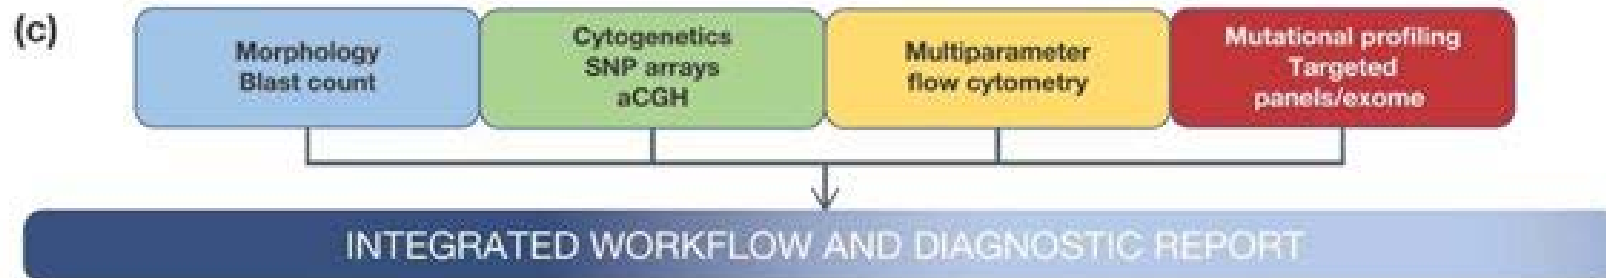 (c)
Morphology
Blast count
Cytogenetics
SNP arrays
aCGH
Multiparameter
flow cytometry
Mutational profiling
Targeted
panels/exome
INTEGRATED WORKFLOW AND DIAGNOSTIC REPORT